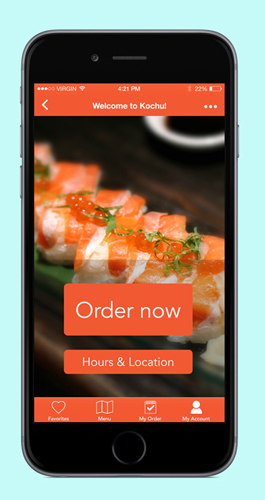 VIRGIN 4:21 PM 22%
Welcome to Kochu!
Order now
Hours & Location
Favorites Menu My Order My Account